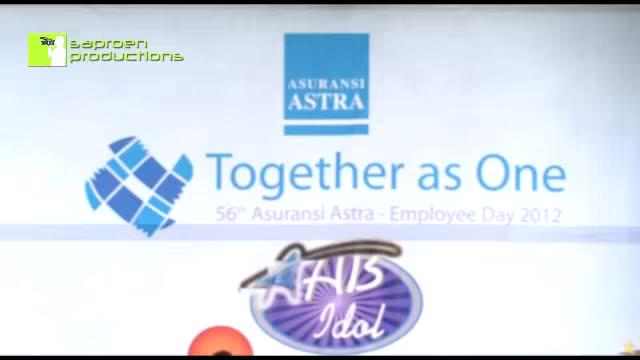 saproen
productions
ASURANSI
ASTRA
Together as One
56th Asuransi Astra - Employee Day 2012
Idol